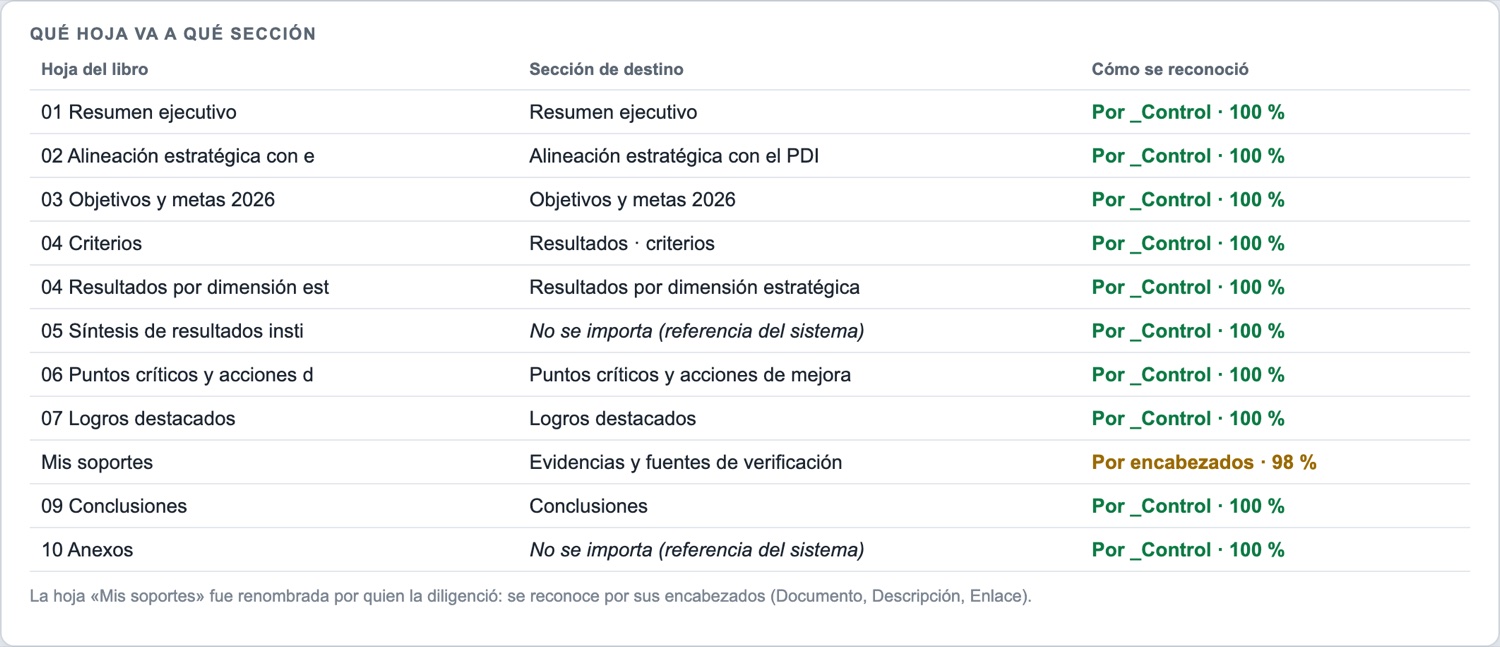 QUÉ HOJA VA A QUÉ SECCIÓN
Hoja del libro Sección de destino Cómo se reconoció
01 Resumen ejecutivo Resumen ejecutivo Por _Control · 100 %
02 Alineación estratégica con e Alineación estratégica con el PDI Por _Control · 100 %
03 Objetivos y metas 2026 Objetivos y metas 2026 Por _Control · 100 %
04 Criterios Resultados · criterios Por _Control · 100 %
04 Resultados por dimensión est Resultados por dimensión estratégica Por _Control · 100 %
05 Síntesis de resultados insti No se importa (referencia del sistema) Por _Control · 100 %
06 Puntos críticos y acciones d Puntos críticos y acciones de mejora Por _Control · 100 %
07 Logros destacados Logros destacados Por _Control · 100 %
Mis soportes Evidencias y fuentes de verificación Por encabezados · 98 %
09 Conclusiones Conclusiones Por _Control · 100 %
10 Anexos No se importa (referencia del sistema) Por _Control · 100 %
La hoja «Mis soportes» fue renombrada por quien la diligenció: se reconoce por sus encabezados (Documento, Descripción, Enlace).